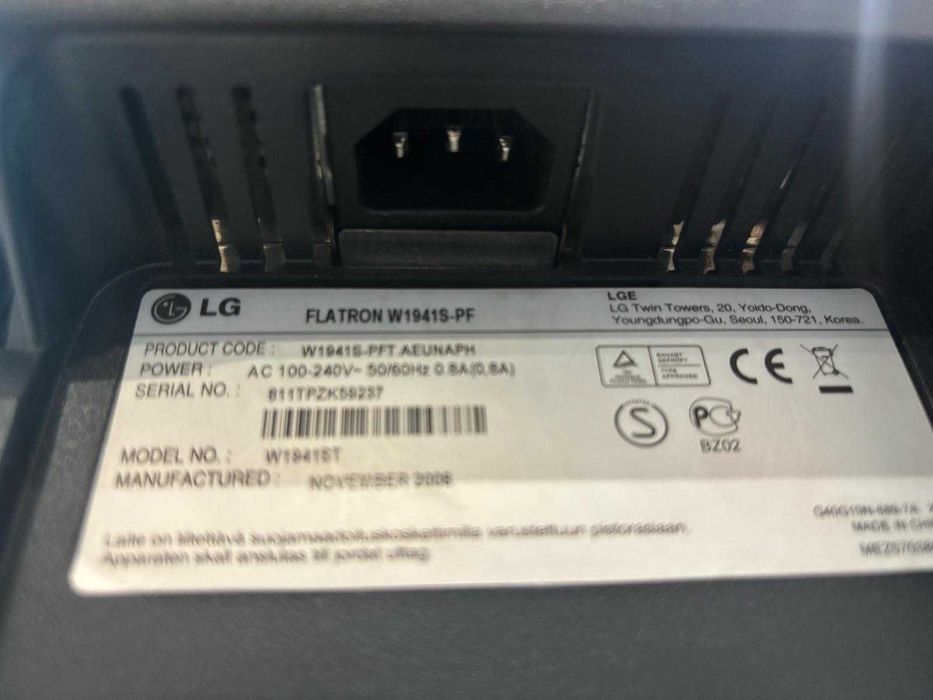 LG
FLATRON W1941S-PF
LGE
LG Twin Towers, 20, Yoido-Dong,
Youngdungpo-Gu, Seoul, 150-721, Korea.
PRODUCT CODE : W1941S-PFT.AEUNAPH
POWER : AC 100-240V~ 50/60Hz 0.8A(0,8A)
SERIAL NO. : 811TPZK59237
MODEL NO. : W1941ST
MANUFACTURED : NOVEMBER 2008
TYPE
APPROVED
CE
S
PC
BZ02
MADE IN
Laite on liitettävä suojamaadoituskoskettimilla varustettuun pistorasiaan.
Apparaten skall anslutas till jordat uttag.